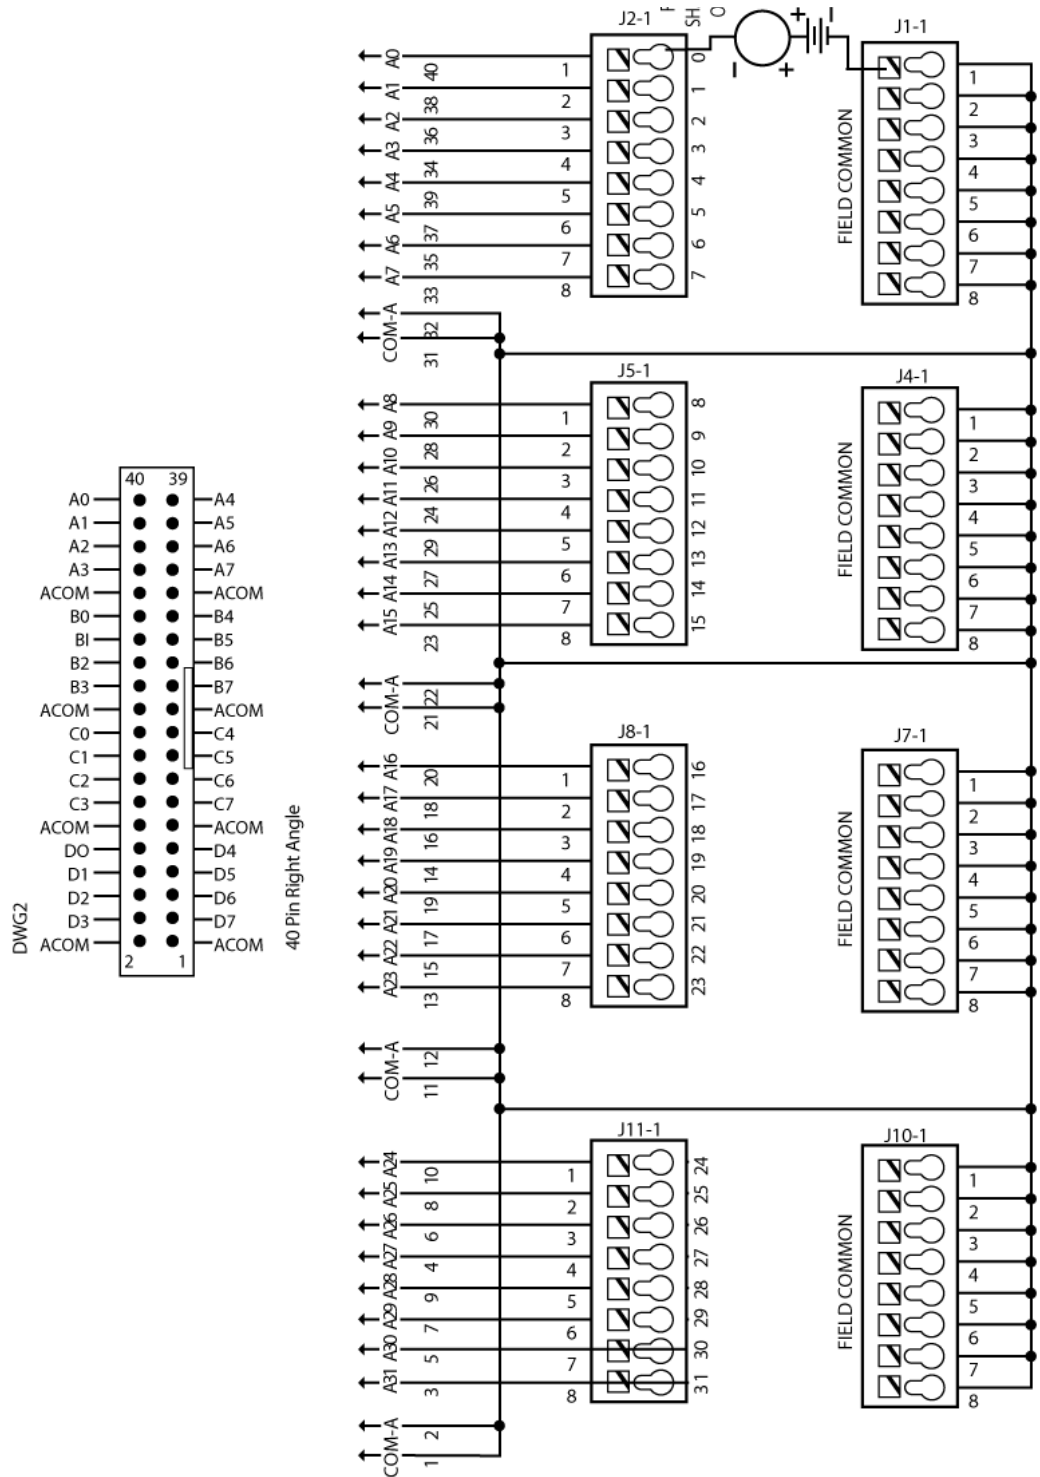 J2-1
SH
O
J1-1
A0
40
1
0
A1
38
2
1
A2
36
3
2
A3
34
4
3
A4
39
5
4
A5
37
6
5
A6
35
7
6
A7
33
8
7
FIELD COMMON
1
2
3
4
5
6
7
8
+
–
–
+
COM-A
32
31
J5-1
J4-1
A8
30
1
8
A9
28
2
9
A10
26
3
10
A11
24
4
11
A12
29
5
12
A13
27
6
13
A14
25
7
14
A15
23
8
15
FIELD COMMON
1
2
3
4
5
6
7
8
COM-A
22
21
J8-1
J7-1
A16
20
1
16
A17
18
2
17
A18
16
3
18
A19
14
4
19
A20
19
5
20
A21
17
6
21
A22
15
7
22
A23
13
8
23
FIELD COMMON
1
2
3
4
5
6
7
8
COM-A
12
11
J11-1
J10-1
A24
10
1
24
A25
8
2
25
A26
6
3
26
A27
4
4
27
A28
9
5
28
A29
7
6
29
A30
5
7
30
A31
3
8
31
FIELD COMMON
1
2
3
4
5
6
7
8
COM-A
2
1
DWG2
40 39
A0 A4
A1 A5
A2 A6
A3 A7
ACOM ACOM
B0 B4
BI B5
B2 B6
B3 B7
ACOM ACOM
C0 C4
C1 C5
C2 C6
C3 C7
ACOM ACOM
DO D4
D1 D5
D2 D6
D3 D7
ACOM ACOM
2 1
40 Pin Right Angle